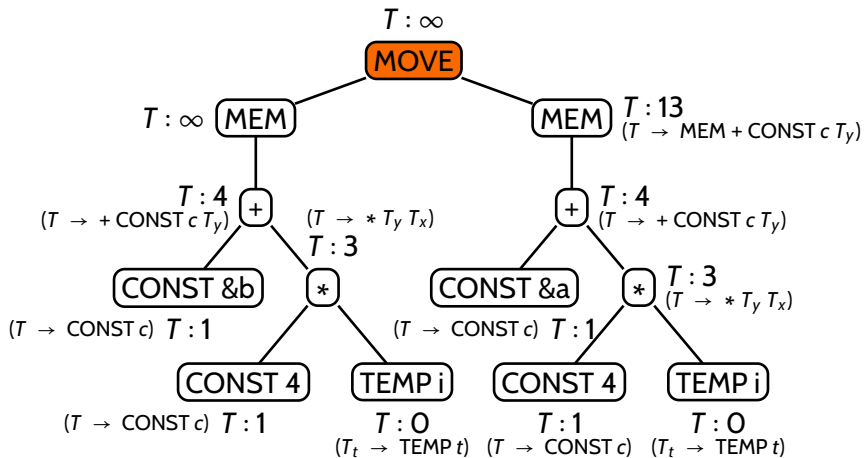 T : ∞
MOVE
T : ∞ MEM MEM T : 13
(T → MEM + CONST c Ty)
T : 4 + T : 4 +
(T → + CONST c Ty) (T → * Ty Tx) (T → + CONST c Ty)
T : 3
CONST &b * CONST &a * T : 3
(T → * Ty Tx)
(T → CONST c) T : 1 (T → CONST c) T : 1
CONST 4 TEMP i CONST 4 TEMP i
(T → CONST c) T : 1 T : 0 T : 1 T : 0
(Tt → TEMP t) (T → CONST c) (Tt → TEMP t)